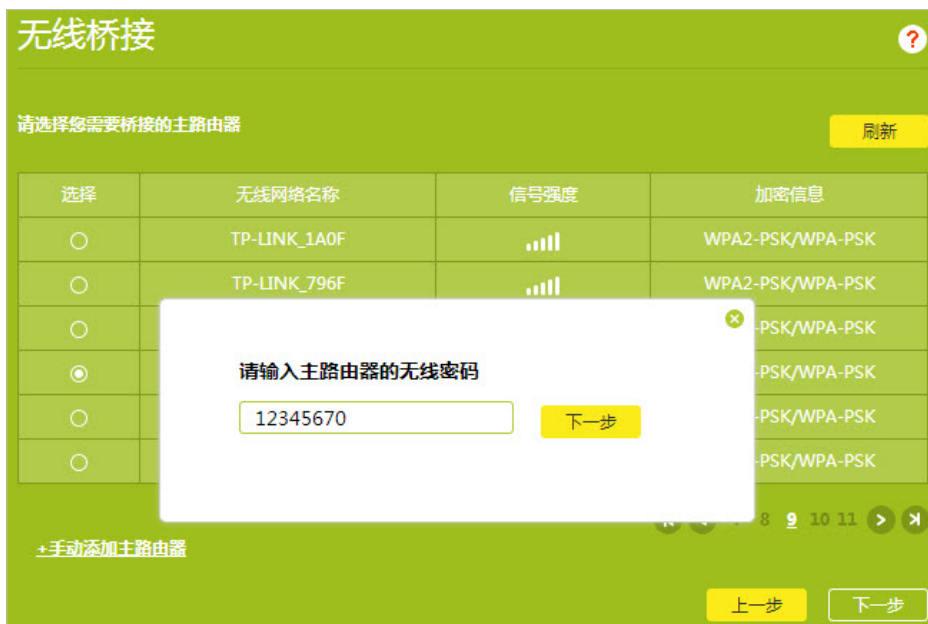 无线桥接
?
请选择您需要桥接的主路由器
刷新
选择 无线网络名称 信号强度 加密信息
TP-LINK_1A0F WPA2-PSK/WPA-PSK
TP-LINK_796F WPA2-PSK/WPA-PSK
-PSK/WPA-PSK
请输入主路由器的无线密码
-PSK/WPA-PSK
12345670 下一步
-PSK/WPA-PSK
-PSK/WPA-PSK
8 9 10 11
+手动添加主路由器
上一步 下一步